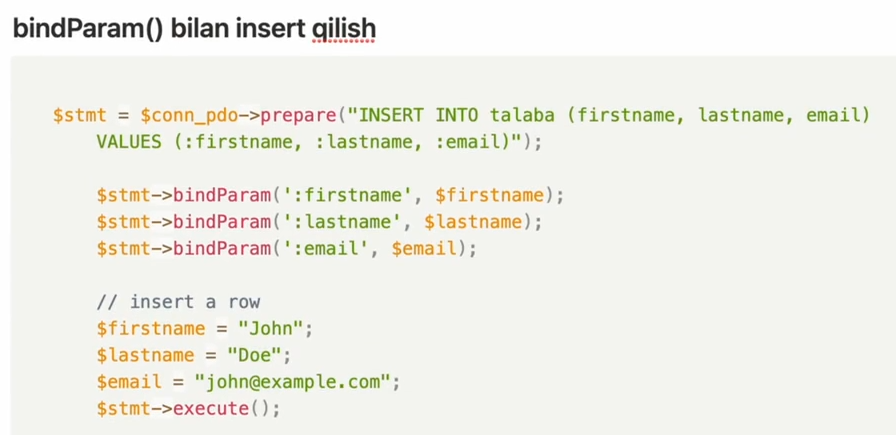 bindParam() bilan insert qilish
$stmt = $conn_pdo->prepare("INSERT INTO talaba (firstname, lastname, email)
VALUES (:firstname, :lastname, :email)");
$stmt->bindParam(':firstname', $firstname);
$stmt->bindParam(':lastname', $lastname);
$stmt->bindParam(':email', $email);
// insert a row
$firstname = "John";
$lastname = "Doe";
$email = "john@example.com";
$stmt->execute();